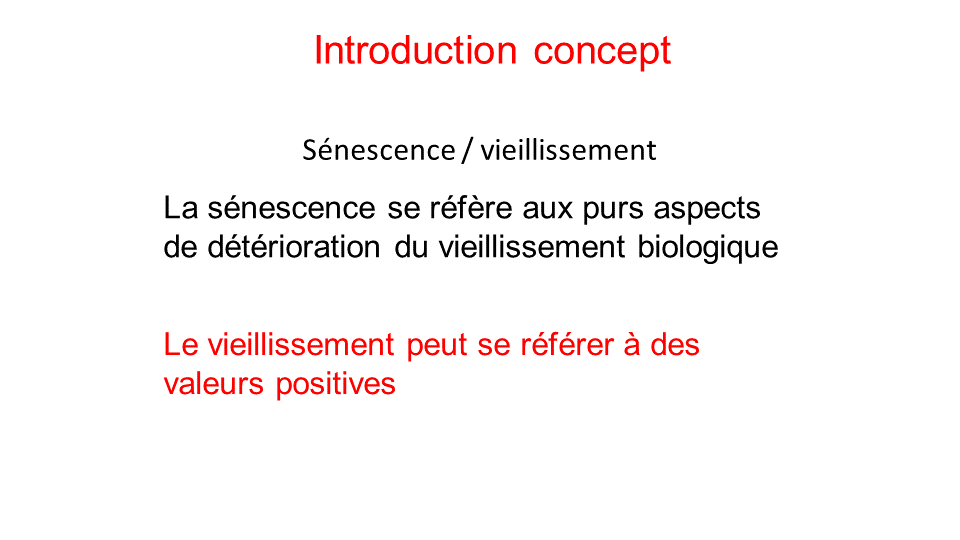 Introduction concept
Sénescence / vieillissement
La sénescence se réfère aux purs aspects
de détérioration du vieillissement biologique
Le vieillissement peut se référer à des
valeurs positives